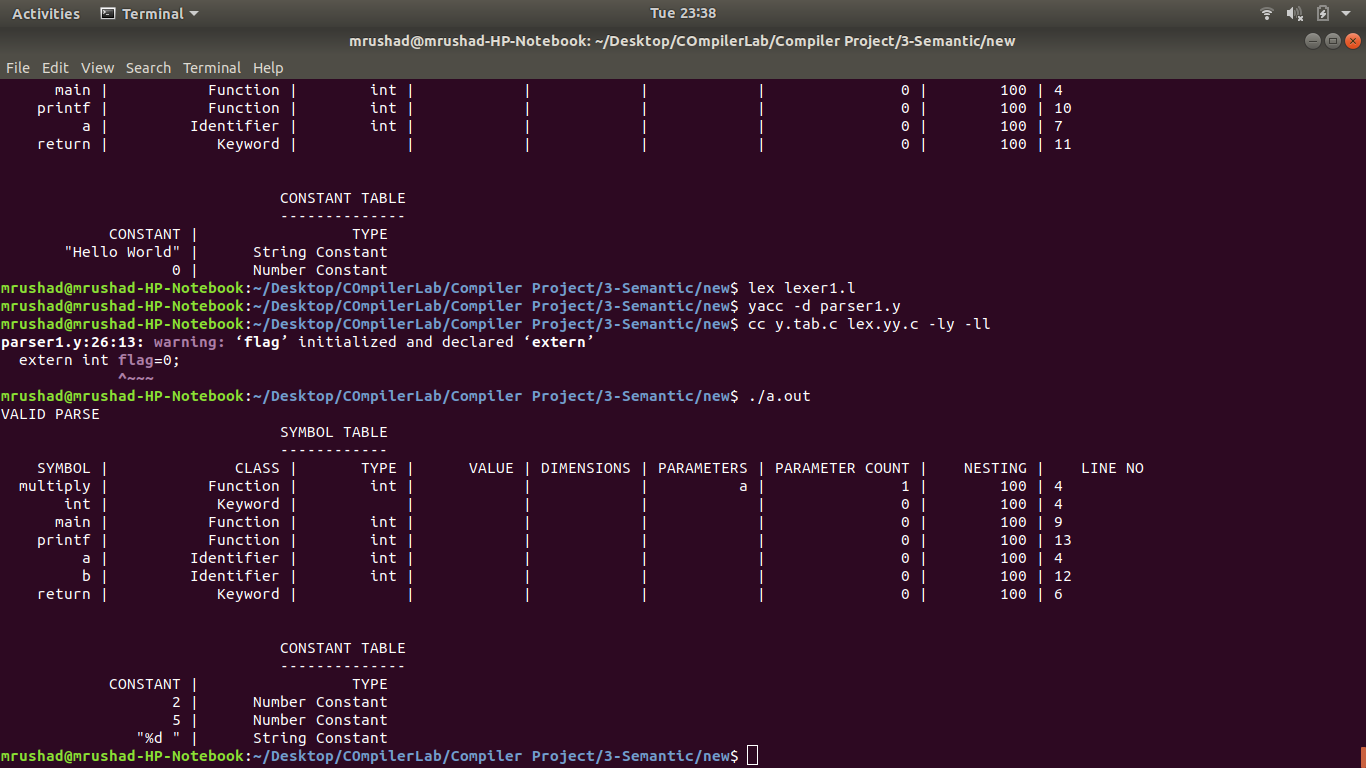 Activities Terminal Tue 23:38
mrushad@mrushad-HP-Notebook: ~/Desktop/COmpilerLab/Compiler Project/3-Semantic/new
File Edit View Search Terminal Help
main | Function | int | | | | 0 | 100 | 4
printf | Function | int | | | | 0 | 100 | 10
a | Identifier | int | | | | 0 | 100 | 7
return | Keyword | | | | | 0 | 100 | 11
CONSTANT TABLE
--------------
CONSTANT | TYPE
"Hello World" | String Constant
0 | Number Constant
mrushad@mrushad-HP-Notebook:~/Desktop/COmpilerLab/Compiler Project/3-Semantic/new$ lex lexer1.l
mrushad@mrushad-HP-Notebook:~/Desktop/COmpilerLab/Compiler Project/3-Semantic/new$ yacc -d parser1.y
mrushad@mrushad-HP-Notebook:~/Desktop/COmpilerLab/Compiler Project/3-Semantic/new$ cc y.tab.c lex.yy.c -ly -ll
parser1.y:26:13: warning: ‘flag’ initialized and declared ‘extern’
extern int flag=0;
^~~~
mrushad@mrushad-HP-Notebook:~/Desktop/COmpilerLab/Compiler Project/3-Semantic/new$ ./a.out
VALID PARSE
SYMBOL TABLE
------------
SYMBOL | CLASS | TYPE | VALUE | DIMENSIONS | PARAMETERS | PARAMETER COUNT | NESTING | LINE NO
multiply | Function | int | | | a | 1 | 100 | 4
int | Keyword | | | | | 0 | 100 | 4
main | Function | int | | | | 0 | 100 | 9
printf | Function | int | | | | 0 | 100 | 13
a | Identifier | int | | | | 0 | 100 | 4
b | Identifier | int | | | | 0 | 100 | 12
return | Keyword | | | | | 0 | 100 | 6
CONSTANT TABLE
--------------
CONSTANT | TYPE
2 | Number Constant
5 | Number Constant
"%d " | String Constant
mrushad@mrushad-HP-Notebook:~/Desktop/COmpilerLab/Compiler Project/3-Semantic/new$